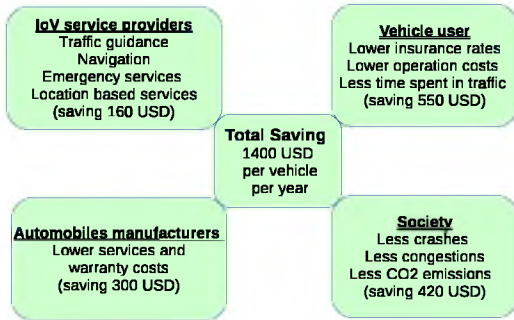 IoV service providers
Traffic guidance
Navigation
Emergency services
Location based services
(saving 160 USD)
Vehicle user
Lower insurance rates
Lower operation costs
Less time spent in traffic
(saving 550 USD)
Total Saving
1400 USD
per vehicle
per year
Automobiles manufacturers
Lower services and
warranty costs
(saving 300 USD)
Society
Less crashes
Less congestions
Less CO2 emissions
(saving 420 USD)